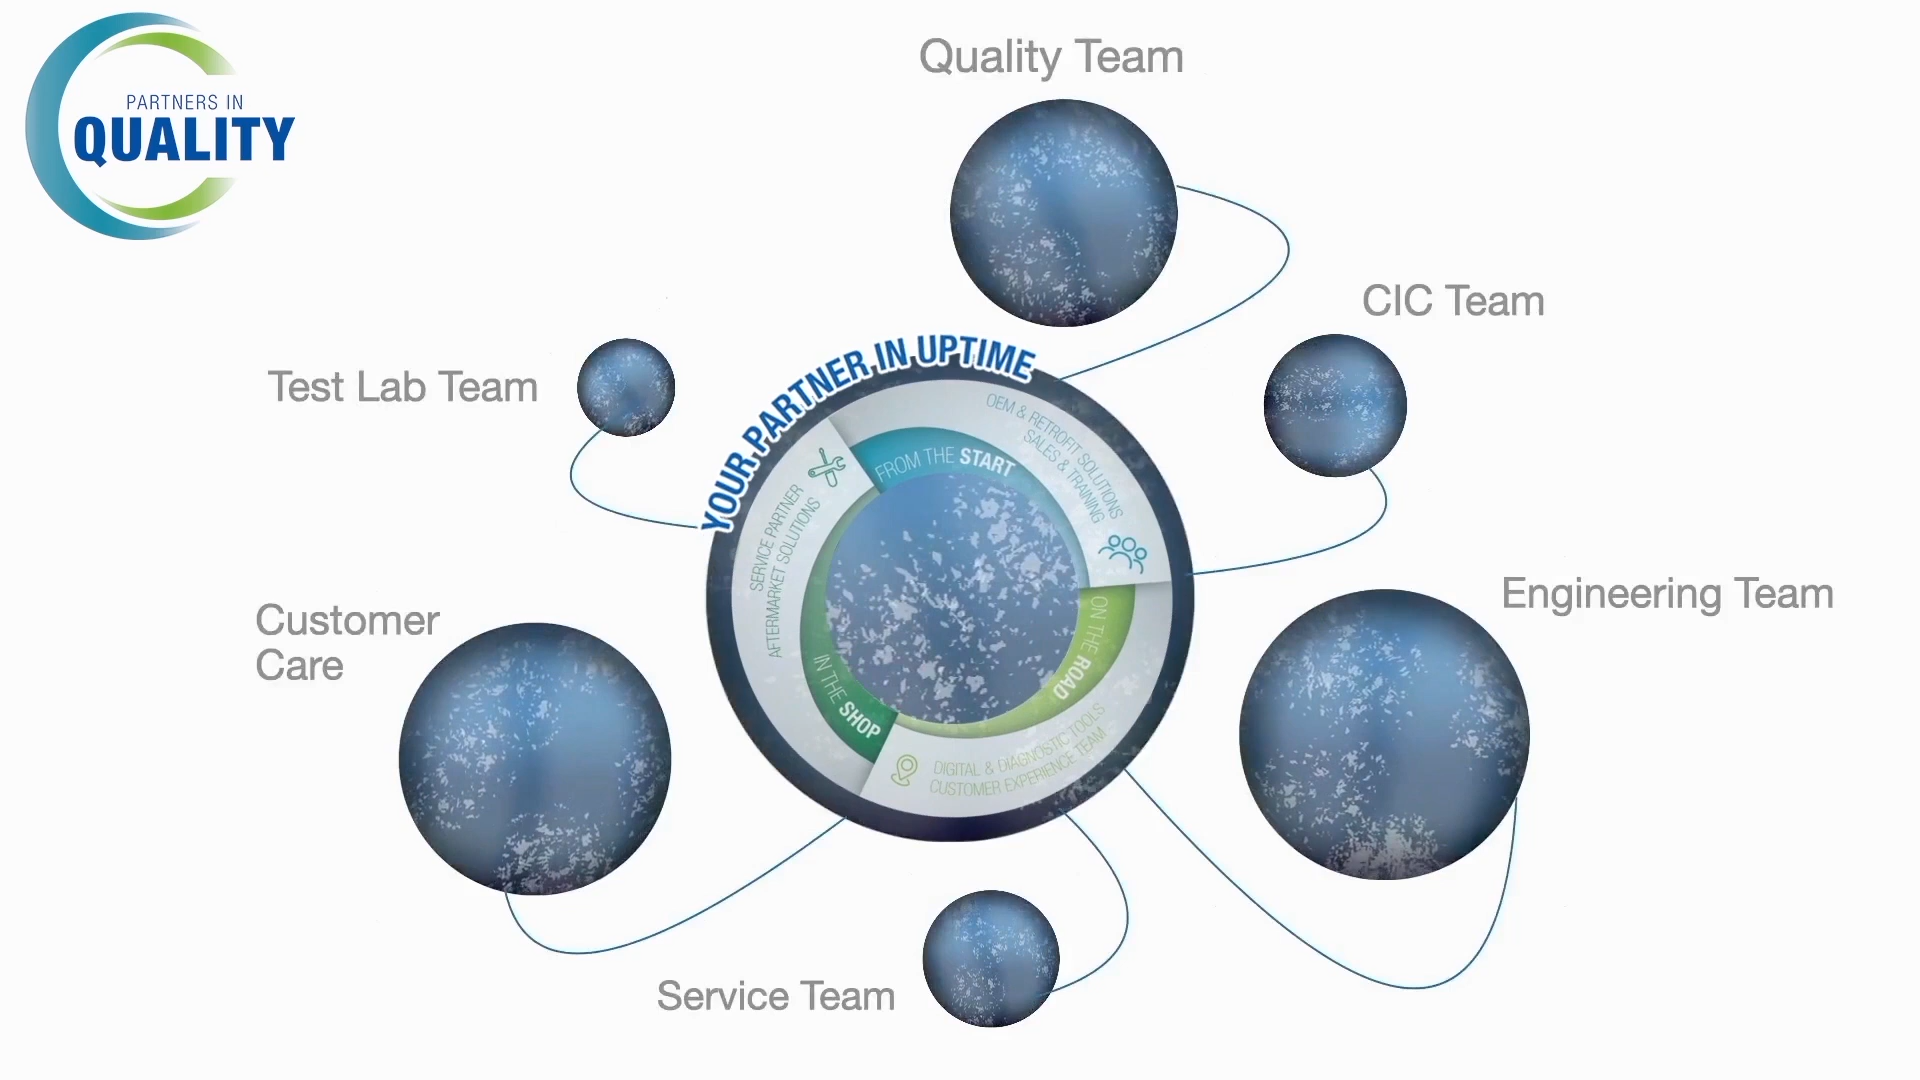 PARTNERS IN
QUALITY
Quality Team
CIC Team
Test Lab Team
YOUR PARTNER IN UPTIME
OEM & RETROFIT SOLUTIONS
SALES & TRAINING
FROM THE START
SERVICE PARTNER
AFTERMARKET SOLUTIONS
Engineering Team
ON THE ROAD
Customer
Care
IN THE SHOP
DIGITAL & DIAGNOSTIC TOOLS
CUSTOMER EXPERIENCE TEAM
Service Team